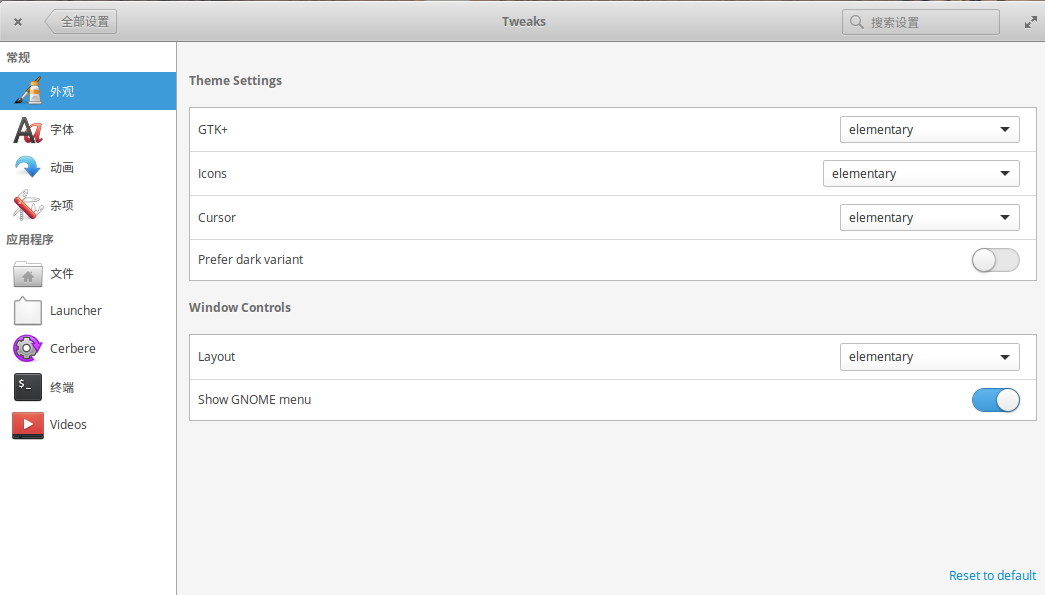 全部设置
Tweaks
搜索设置
常规
外观
字体
动画
杂项
应用程序
文件
Launcher
Cerbere
$_
终端
Videos
Theme Settings
GTK+
elementary
Icons
elementary
Cursor
elementary
Prefer dark variant
Window Controls
Layout
elementary
Show GNOME menu
Reset to default